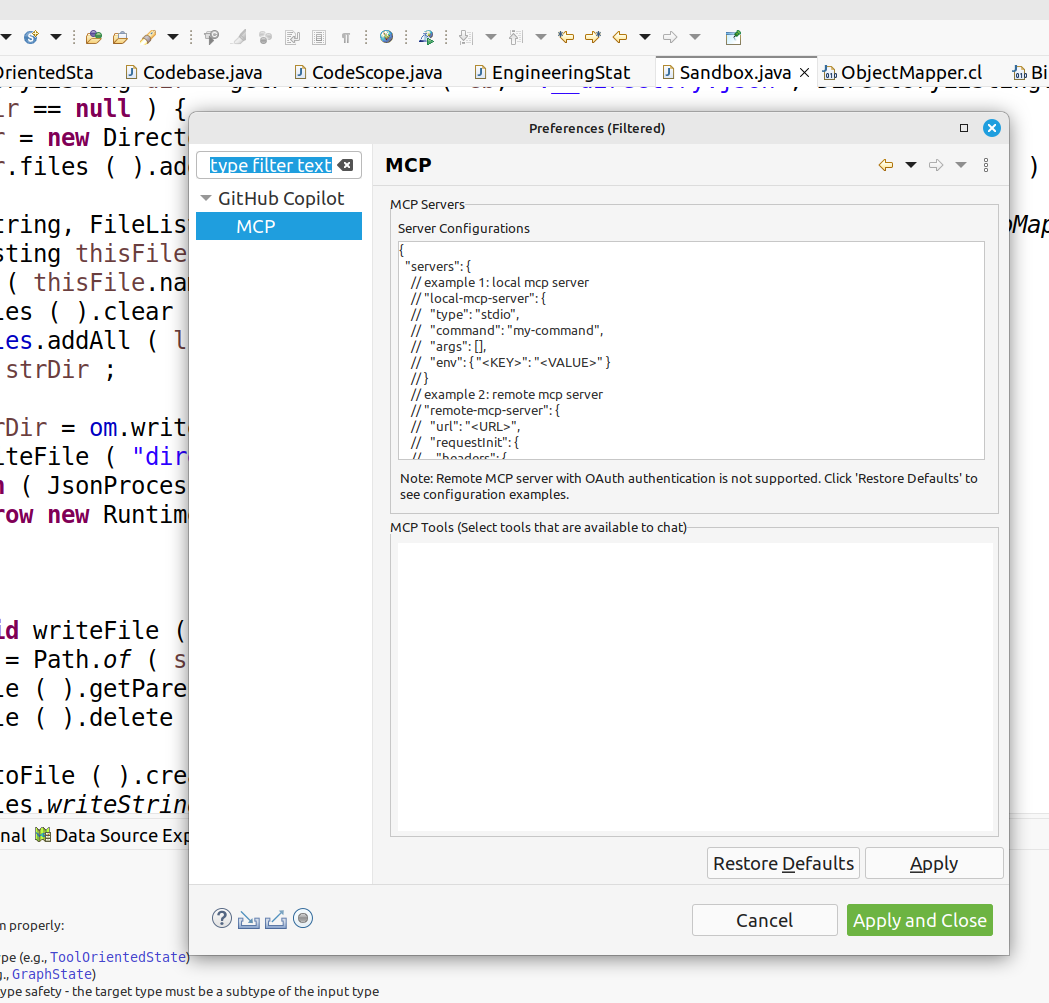 OrientedSta
Codebase.java
CodeScope.java
EngineeringStat
Sandbox.java
ObjectMapper.cl
Bi
== null ) {
= new Direct
r.files ( ).ad
)
tring, FileLis
Map
sting thisFile
( thisFile.na
les ( ).clear
les.addAll ( l
strDir ;
rDir = om.writ
iteFile ( "dir
n ( JsonProces
row new Runtim
id writeFile (
= Path.of ( s
le ( ).getPare
le ( ).delete
toFile ( ).cre
les.writeString
nal
Data Source Exp
n properly:
pe (e.g., ToolOrientedState)
g., GraphState)
ype safety - the target type must be a subtype of the input type
Preferences (Filtered)
type filter text
GitHub Copilot
MCP
MCP
MCP Servers
Server Configurations
{
"servers": {
// example 1: local mcp server
// "local-mcp-server": {
//   "type": "stdio",
//   "command": "my-command",
//   "args": [],
//   "env": { "<KEY>": "<VALUE>" }
// }
// example 2: remote mcp server
// "remote-mcp-server": {
//   "url": "<URL>",
//   "requestInit": {
//     "headers": {
Note: Remote MCP server with OAuth authentication is not supported. Click 'Restore Defaults' to
see configuration examples.
MCP Tools (Select tools that are available to chat)
Restore Defaults
Apply
Cancel
Apply and Close